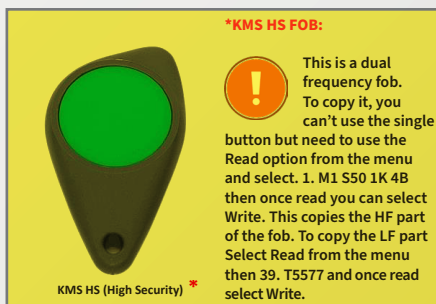 *KMS HS FOB:
This is a dual
frequency fob.
To copy it, you
can't use the single
button but need to use the
Read option from the menu
and select. 1. M1 S50 1K 4B
then once read you can select
Write. This copies the HF part
of the fob. To copy the LF part
Select Read from the menu
then 39. T5577 and once read
select Write.
KMS HS (High Security) *